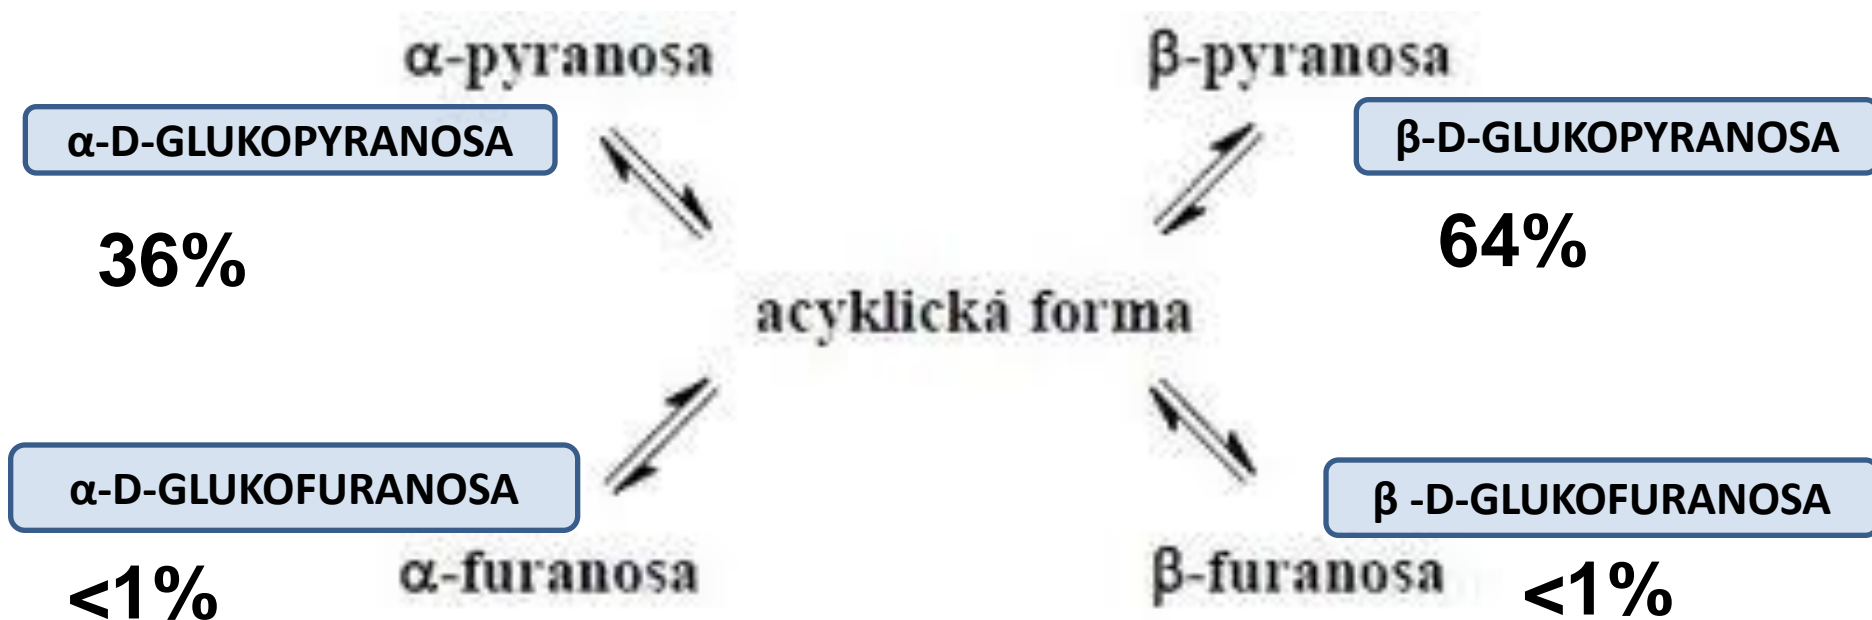 α-pyranosa
β-pyranosa
α-D-GLUKOPYRANOSA
β-D-GLUKOPYRANOSA
36%
64%
acyklická forma
α-D-GLUKOFURANOSA
β -D-GLUKOFURANOSA
α-furanosa
β-furanosa
<1%
<1%